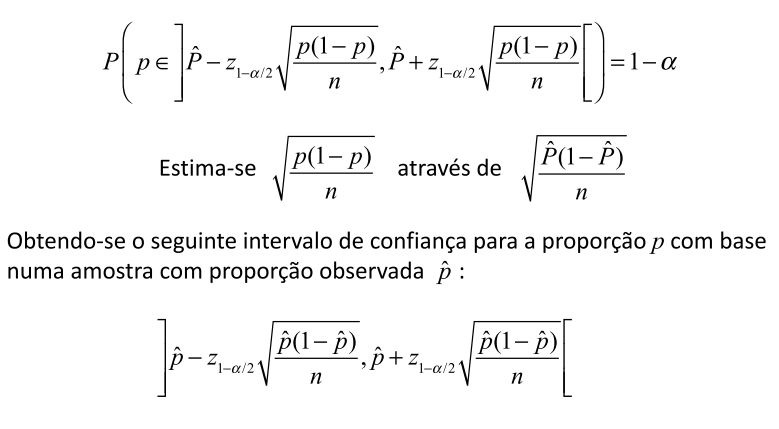 $P\left(p\in\left]\hat{P}-z_{1-\alpha/2}\sqrt{\frac{p(1-p)}{n}},\hat{P}+z_{1-\alpha/2}\sqrt{\frac{p(1-p)}{n}}\right[\right)=1-\alpha$
Estima-se $\sqrt{\frac{p(1-p)}{n}}$ através de $\sqrt{\frac{\hat{P}(1-\hat{P})}{n}}$
Obtendo-se o seguinte intervalo de confiança para a proporção $p$ com base
numa amostra com proporção observada $\hat{p}$ :
$\left]\hat{p}-z_{1-\alpha/2}\sqrt{\frac{\hat{p}(1-\hat{p})}{n}},\hat{p}+z_{1-\alpha/2}\sqrt{\frac{\hat{p}(1-\hat{p})}{n}}\right[$